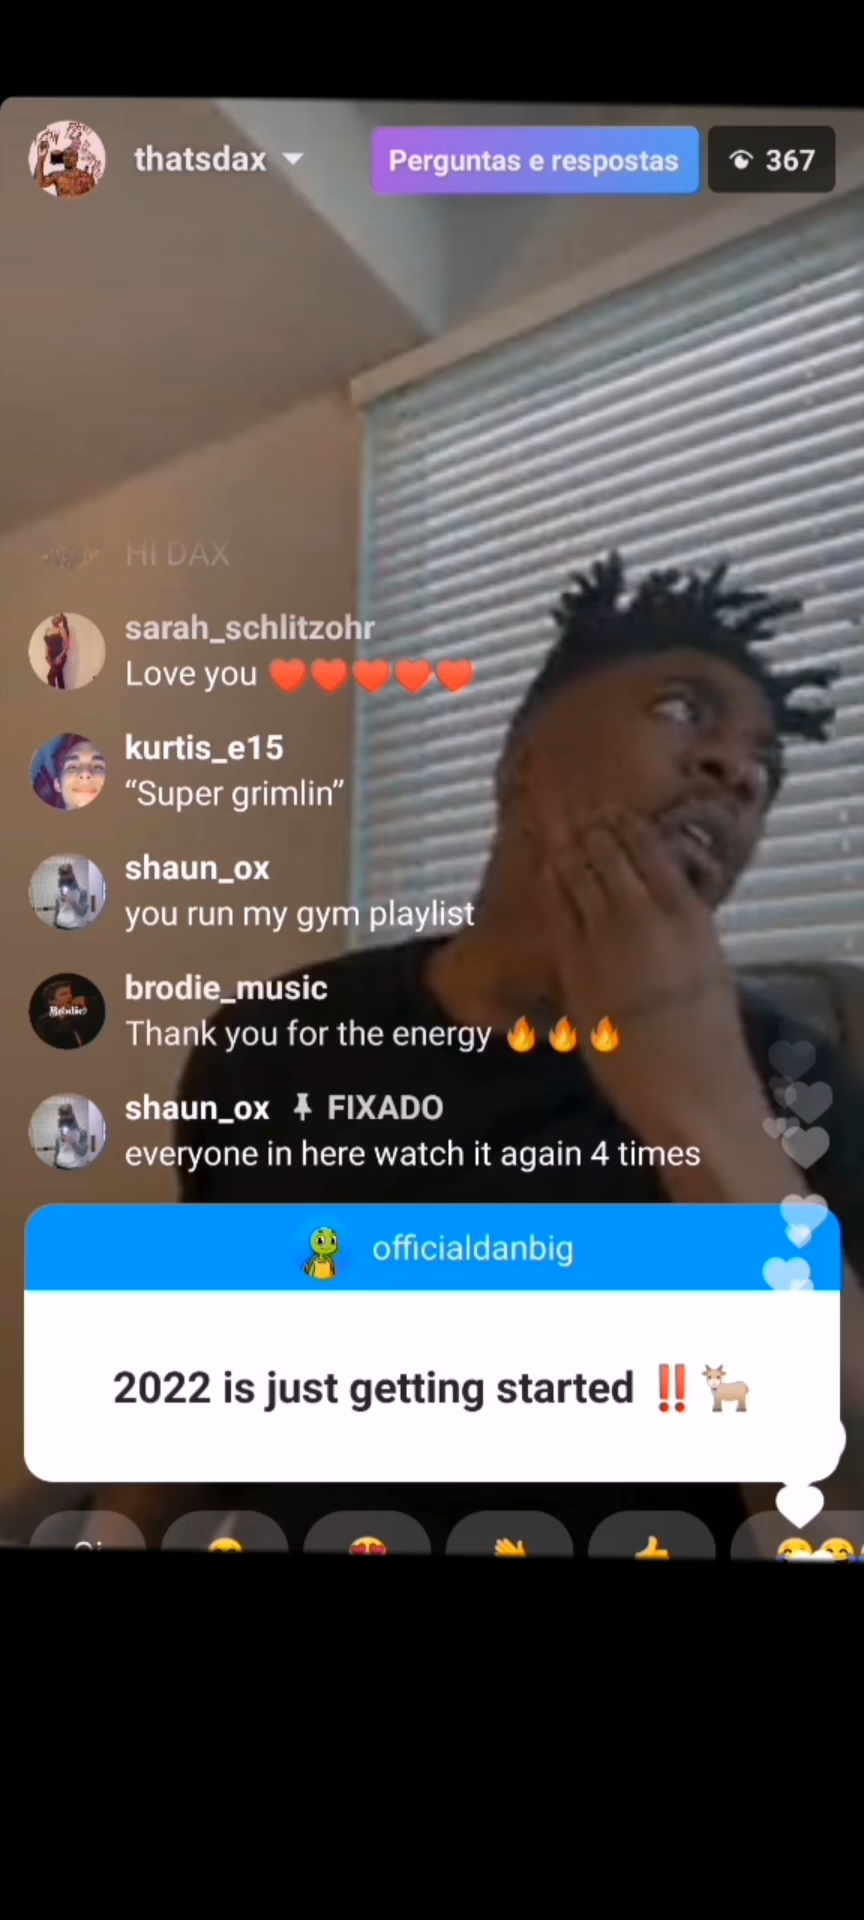 thatsdax
Perguntas e respostas
367
HI DAX
sarah_schlitzohr
Love you ❤️❤️❤️❤️❤️
kurtis_e15
“Super grimlin”
shaun_ox
you run my gym playlist
brodie_music
Thank you for the energy 🔥🔥🔥
shaun_ox FIXADO
everyone in here watch it again 4 times
officialdanbig
2022 is just getting started ‼️🐐